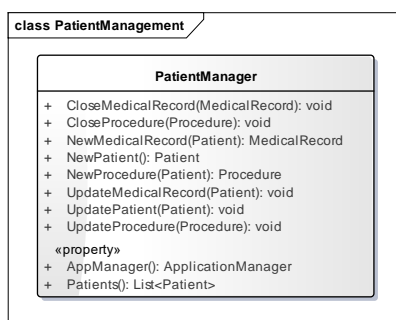 class PatientManagement
PatientManager
+ CloseMedicalRecord(MedicalRecord): void
+ CloseProcedure(Procedure): void
+ NewMedicalRecord(Patient): MedicalRecord
+ NewPatient(): Patient
+ NewProcedure(Patient): Procedure
+ UpdateMedicalRecord(Patient): void
+ UpdatePatient(Patient): void
+ UpdateProcedure(Procedure): void
«property»
+ AppManager(): ApplicationManager
+ Patients(): List<Patient>